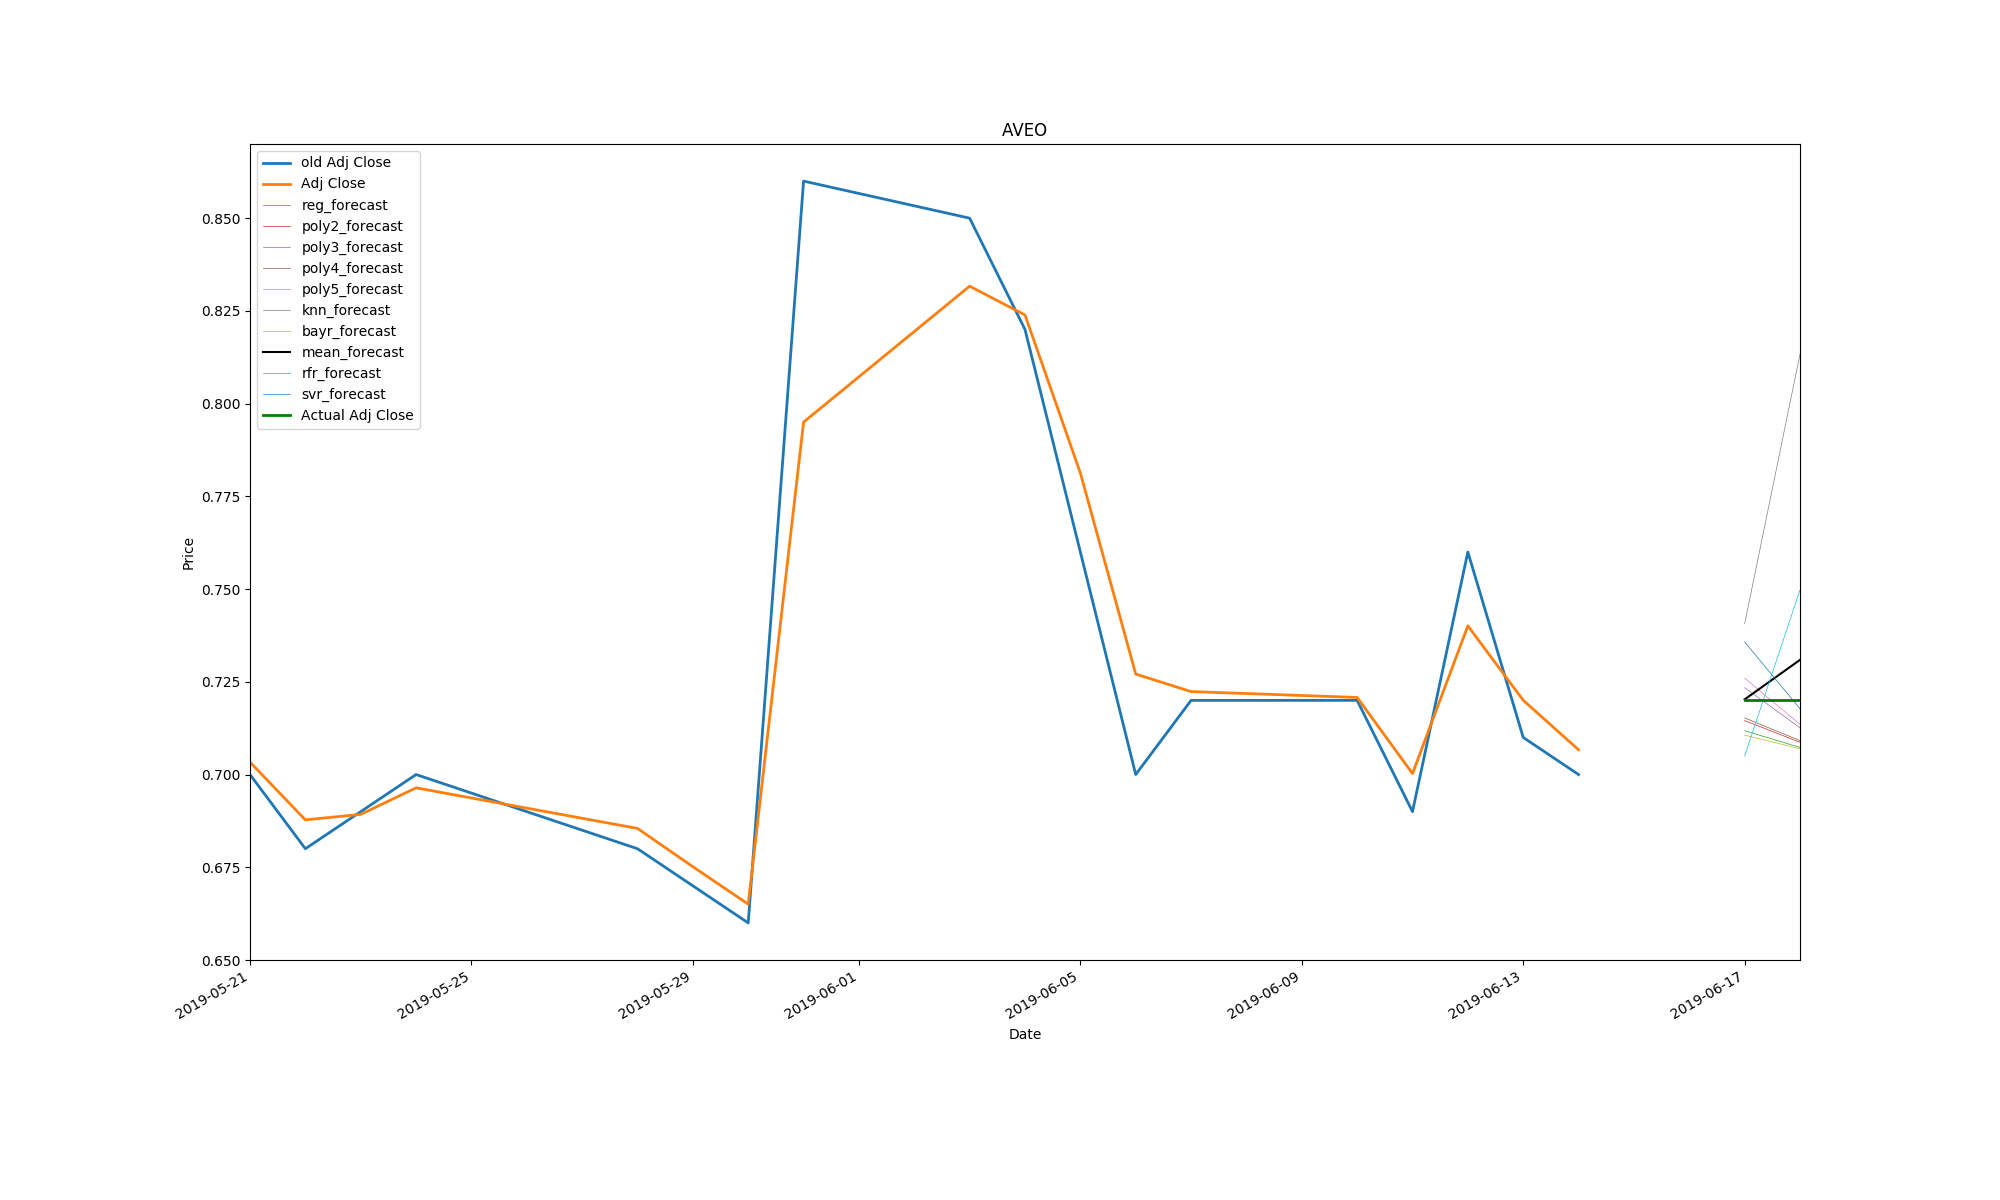 AVEO
old Adj Close
Adj Close
reg_forecast
poly2_forecast
poly3_forecast
poly4_forecast
poly5_forecast
knn_forecast
bayr_forecast
mean_forecast
rfr_forecast
svr_forecast
Actual Adj Close
0.850
0.825
0.800
0.775
0.750
0.725
0.700
0.675
0.650
Price
2019-05-21
2019-05-25
2019-05-29
2019-06-01
2019-06-05
2019-06-09
2019-06-13
2019-06-17
Date